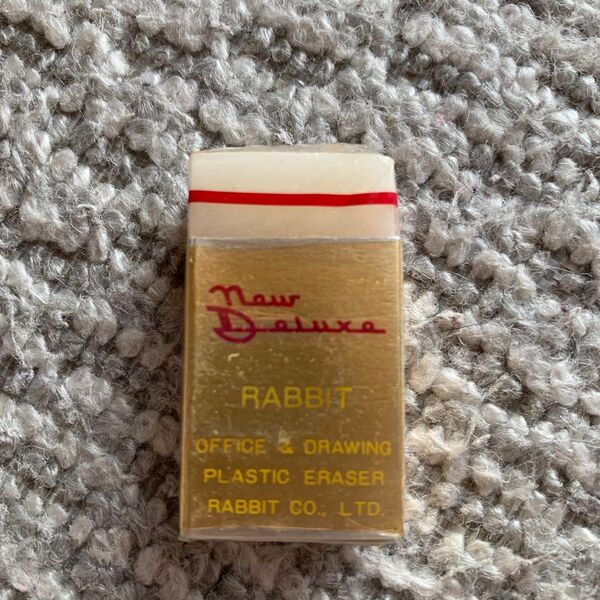 New
Deluxe
RABBIT
OFFICE & DRAWING
PLASTIC ERASER
RABBIT CO., LTD.